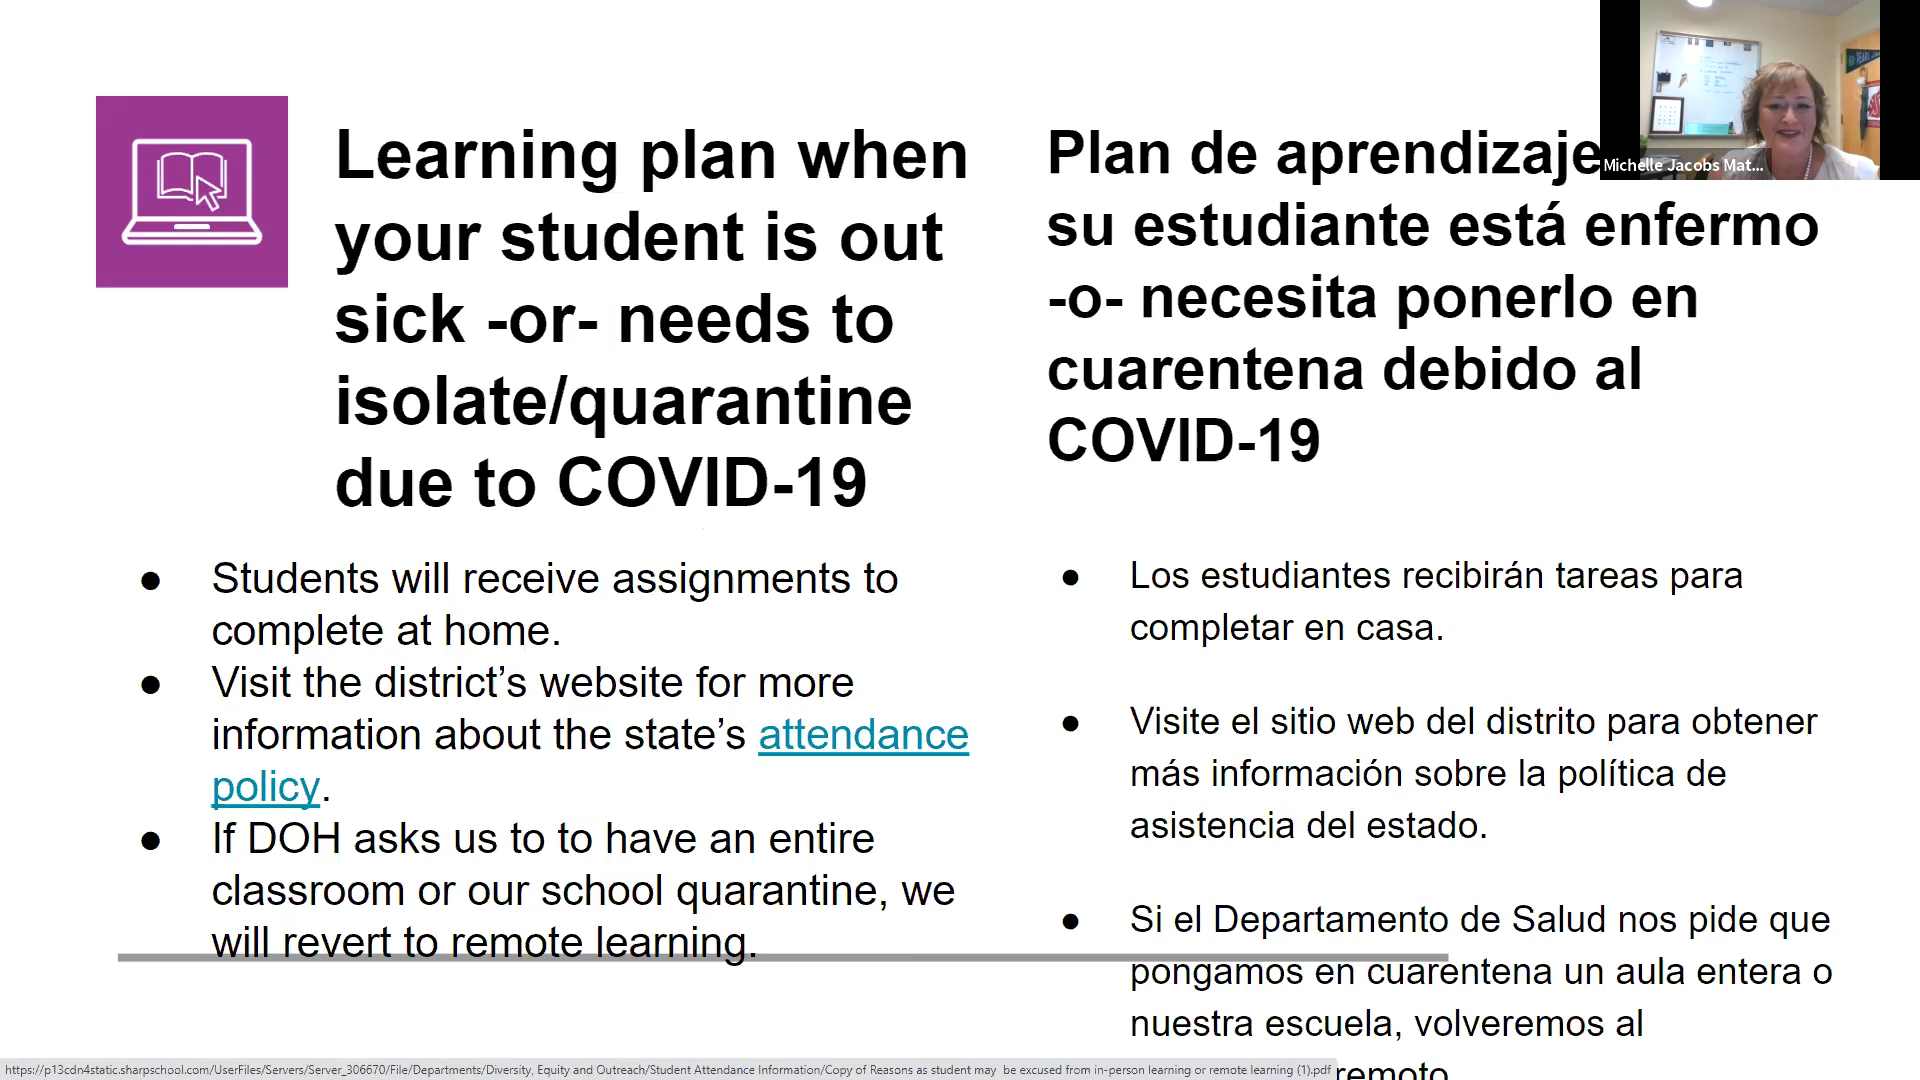 Learning plan when
your student is out
sick -or- needs to
isolate/quarantine
due to COVID-19
Students will receive assignments to
complete at home.
Visit the district’s website for more
information about the state’s attendance
policy.
If DOH asks us to to have an entire
classroom or our school quarantine, we
will revert to remote learning.
Plan de aprendizaje
su estudiante está enfermo
-o- necesita ponerlo en
cuarentena debido al
COVID-19
Los estudiantes recibirán tareas para
completar en casa.
Visite el sitio web del distrito para obtener
más información sobre la política de
asistencia del estado.
Si el Departamento de Salud nos pide que
pongamos en cuarentena un aula entera o
nuestra escuela, volveremos al
remoto
Michelle Jacobs Mat...
https://p13cdn4static.sharpschool.com/UserFiles/Servers/Server_306670/File/Departments/Diversity, Equity and Outreach/Student Attendance Information/Copy of Reasons as student may be excused from in-person learning or remote learning (1).pdf